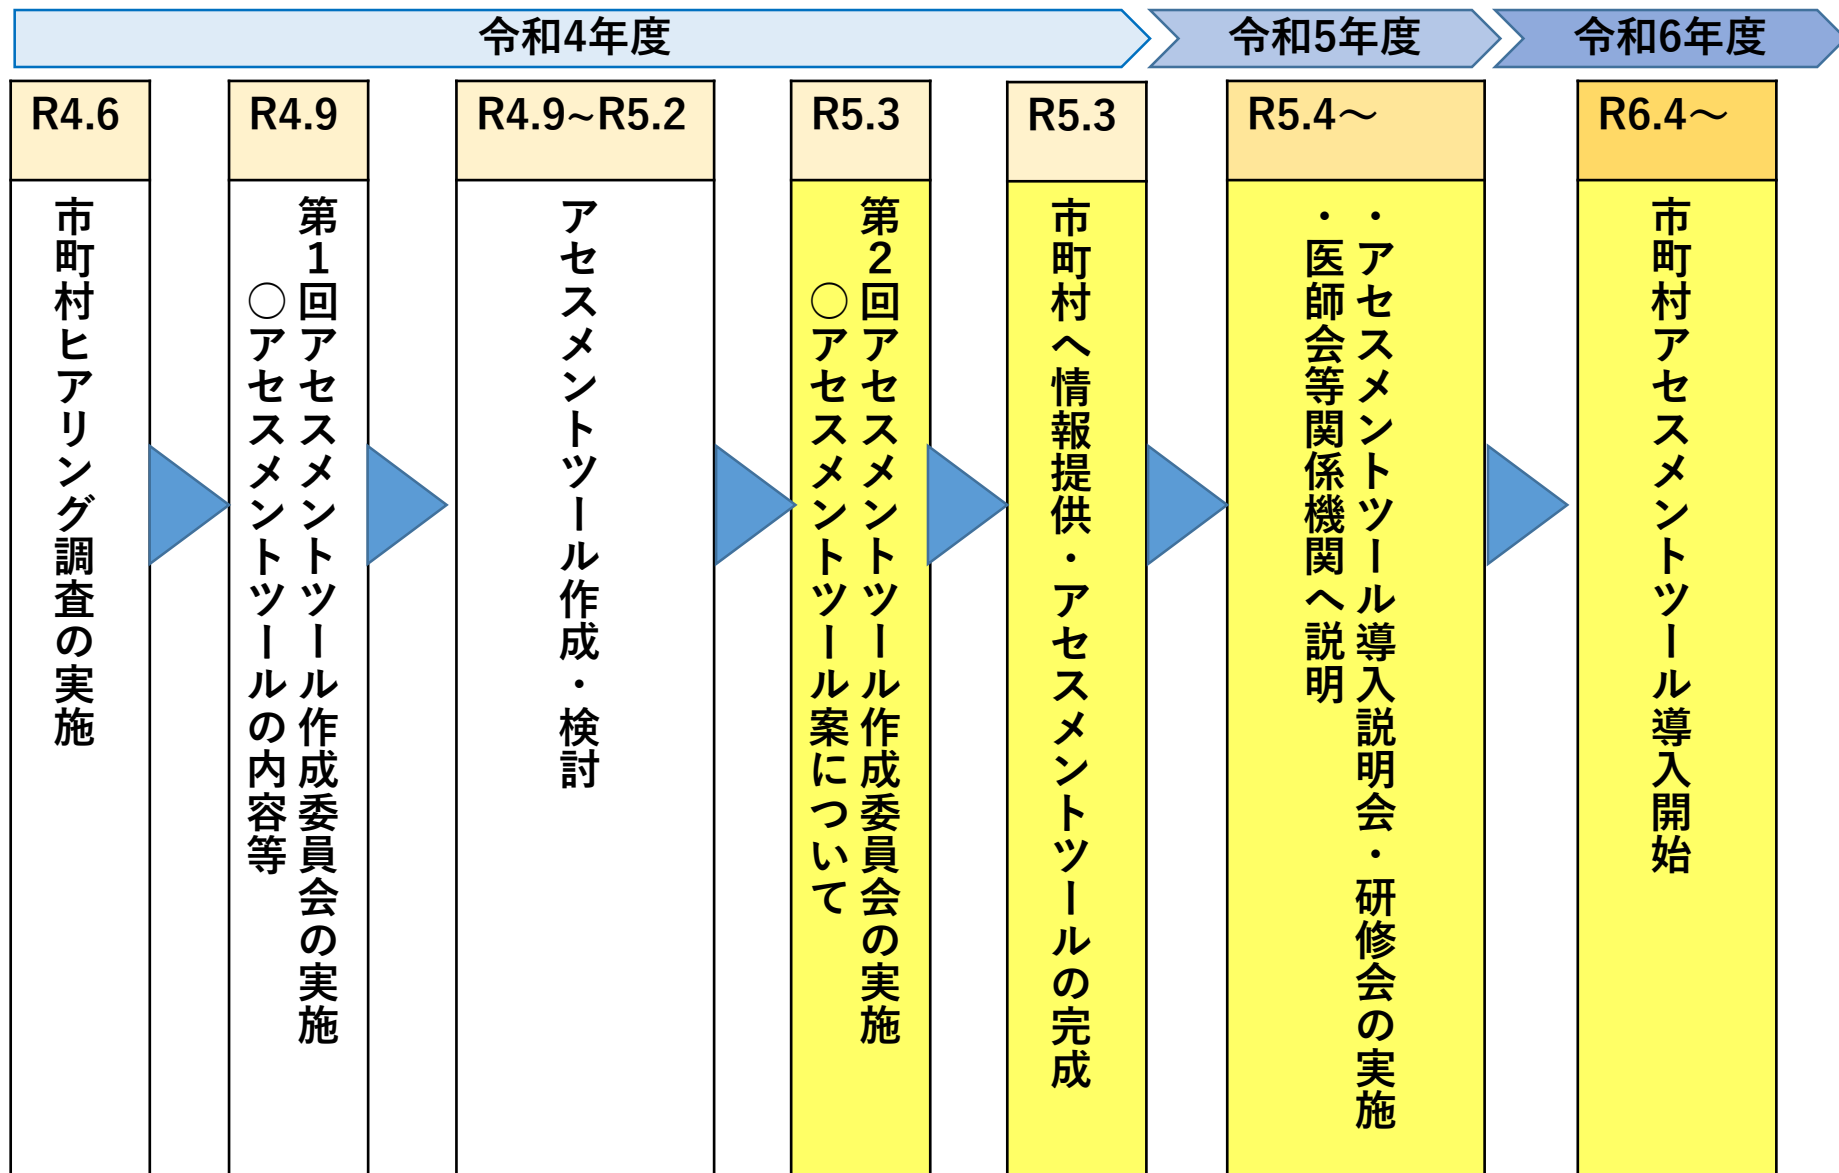 令和4年度
令和5年度
令和6年度
R4.6
市町村ヒアリング調査の実施
R4.9
第1回アセスメントツール作成委員会の実施
○アセスメントツールの内容等
R4.9~R5.2
アセスメントツール作成・検討
R5.3
第2回アセスメントツール作成委員会の実施
○アセスメントツール案について
R5.3
市町村へ情報提供・アセスメントツールの完成
R5.4～
・アセスメントツール導入説明会・研修会の実施
・医師会等関係機関へ説明
R6.4～
市町村アセスメントツール導入開始